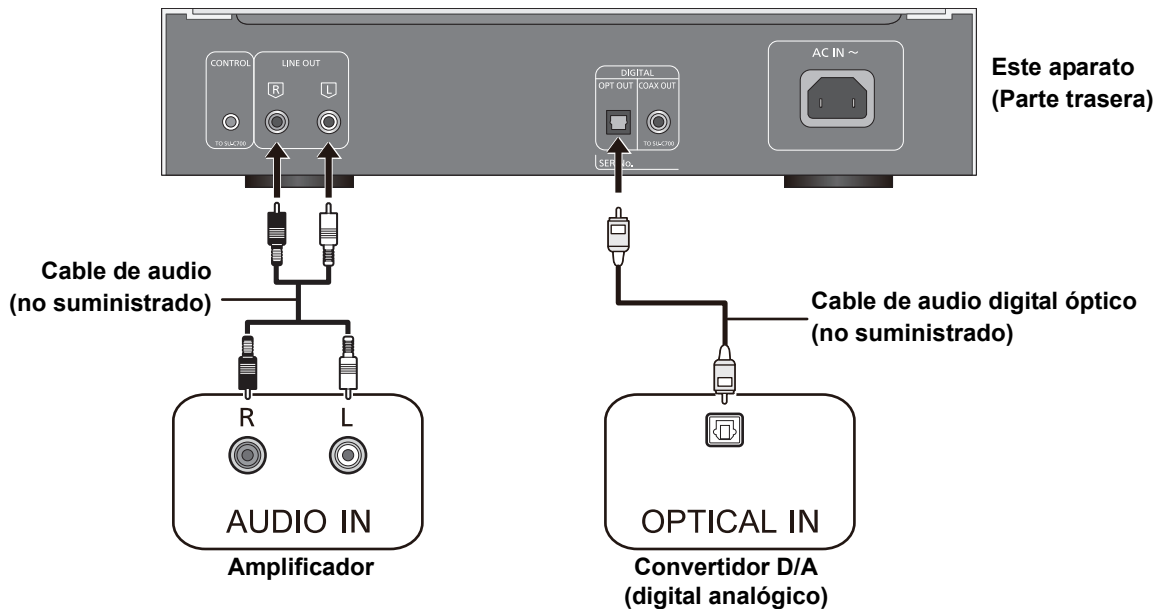 CONTROL
LINE OUT
R
L
TO SU-C700
DIGITAL
OPT OUT
COAX OUT
TO SU-C700
SER No.
AC IN ~
Este aparato
(Parte trasera)
Cable de audio
(no suministrado)
Cable de audio digital óptico
(no suministrado)
R
L
AUDIO IN
Amplificador
OPTICAL IN
Convertidor D/A
(digital analógico)